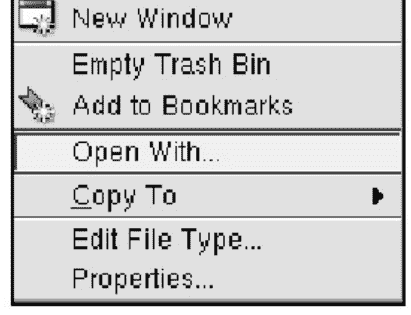 New Window
Empty Trash Bin
Add to Bookmarks
Open With...
Copy To
Edit File Type...
Properties...